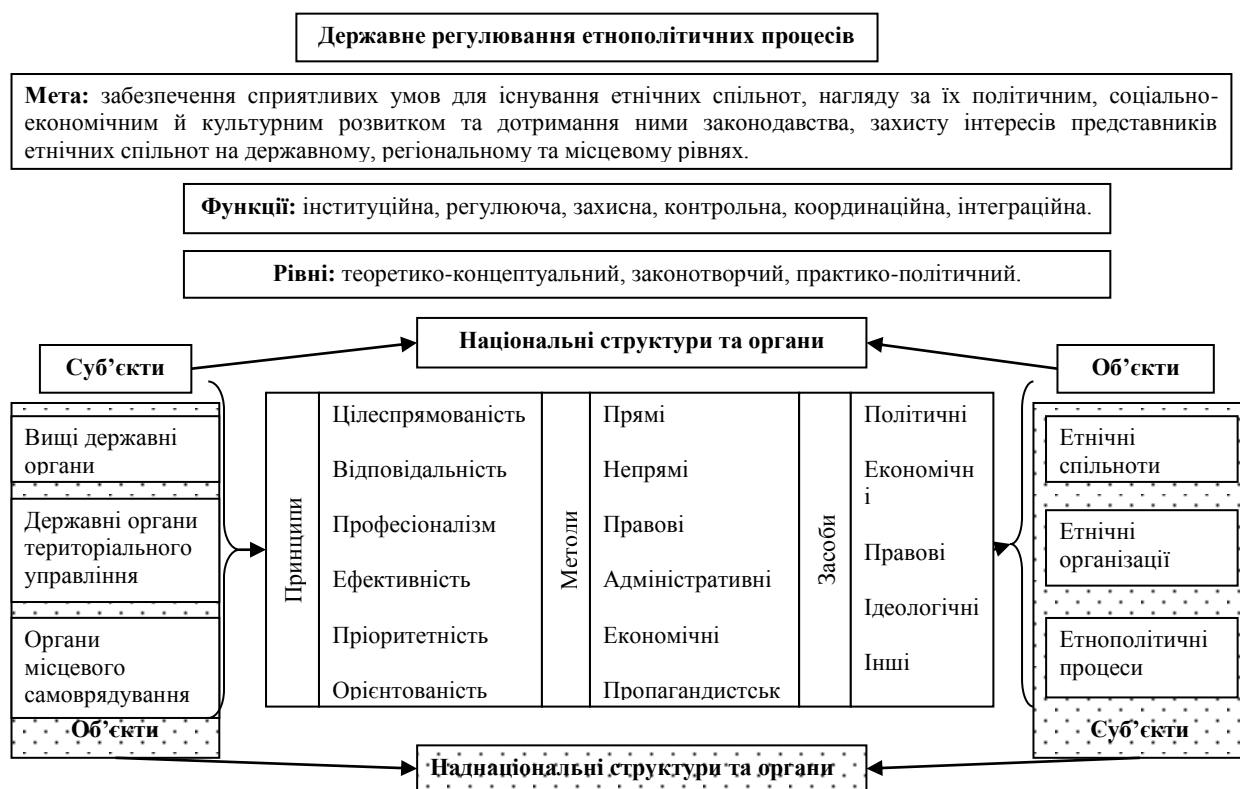 Державне регулювання етнополітичних процесів
Мета: забезпечення сприятливих умов для існування етнічних спільнот, нагляду за їх політичним, соціально-
економічним й культурним розвитком та дотримання ними законодавства, захисту інтересів представників
етнічних спільнот на державному, регіональному та місцевому рівнях.
Функції: інституційна, регулююча, захисна, контрольна, координаційна, інтеграційна.
Рівні: теоретико-концептуальний, законотворчий, практико-політичний.
Національні структури та органи
Суб’єкти
Вищі державні
органи
Державні органи
територіального
управління
Органи
місцевого
самоврядування
Об’єкти
Принципи
Цілеспрямованість
Відповідальність
Професіоналізм
Ефективність
Пріоритетність
Орієнтованість
Методи
Прямі
Непрямі
Правові
Адміністративні
Економічні
Пропагандистськ
Засоби
Політичні
Економічн
і
Правові
Ідеологічні
Інші
Об’єкти
Етнічні
спільноти
Етнічні
організації
Етнополітичні
процеси
Суб’єкти
Наднаціональні структури та органи